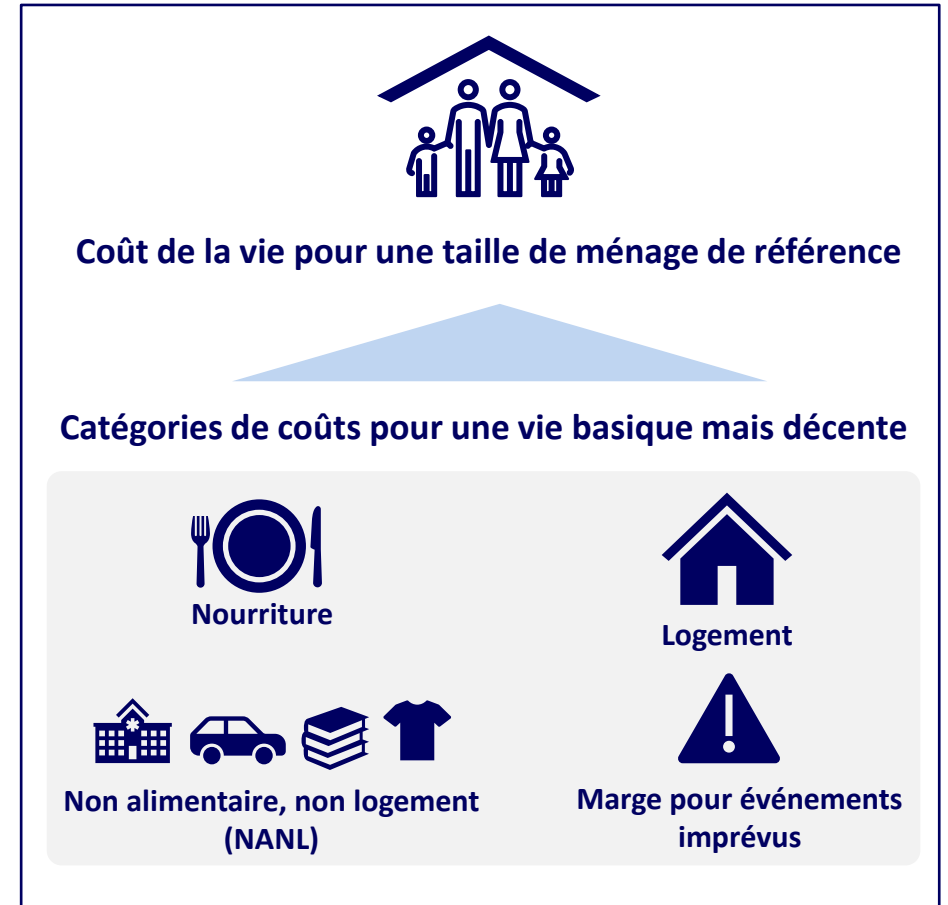 Coût de la vie pour une taille de ménage de référence
Catégories de coûts pour une vie basique mais décente
Nourriture
Logement
Non alimentaire, non logement
(NANL)
Marge pour événements
imprévus